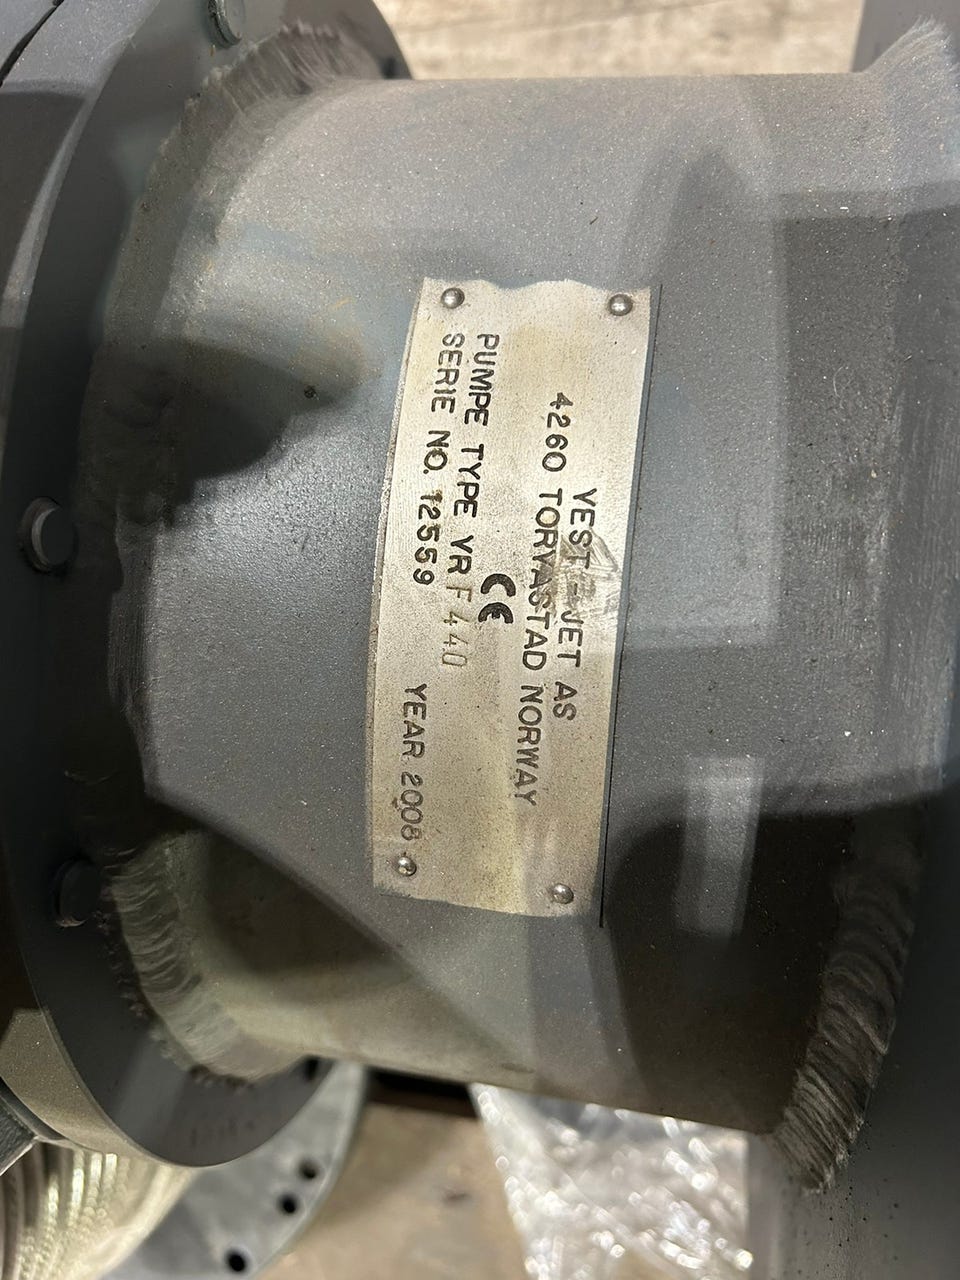 VEST-JET AS
4260 TORVASTAD NORWAY
CE
PUMPE TYPE VR F 440
SERIE NO. 12559 YEAR 2008